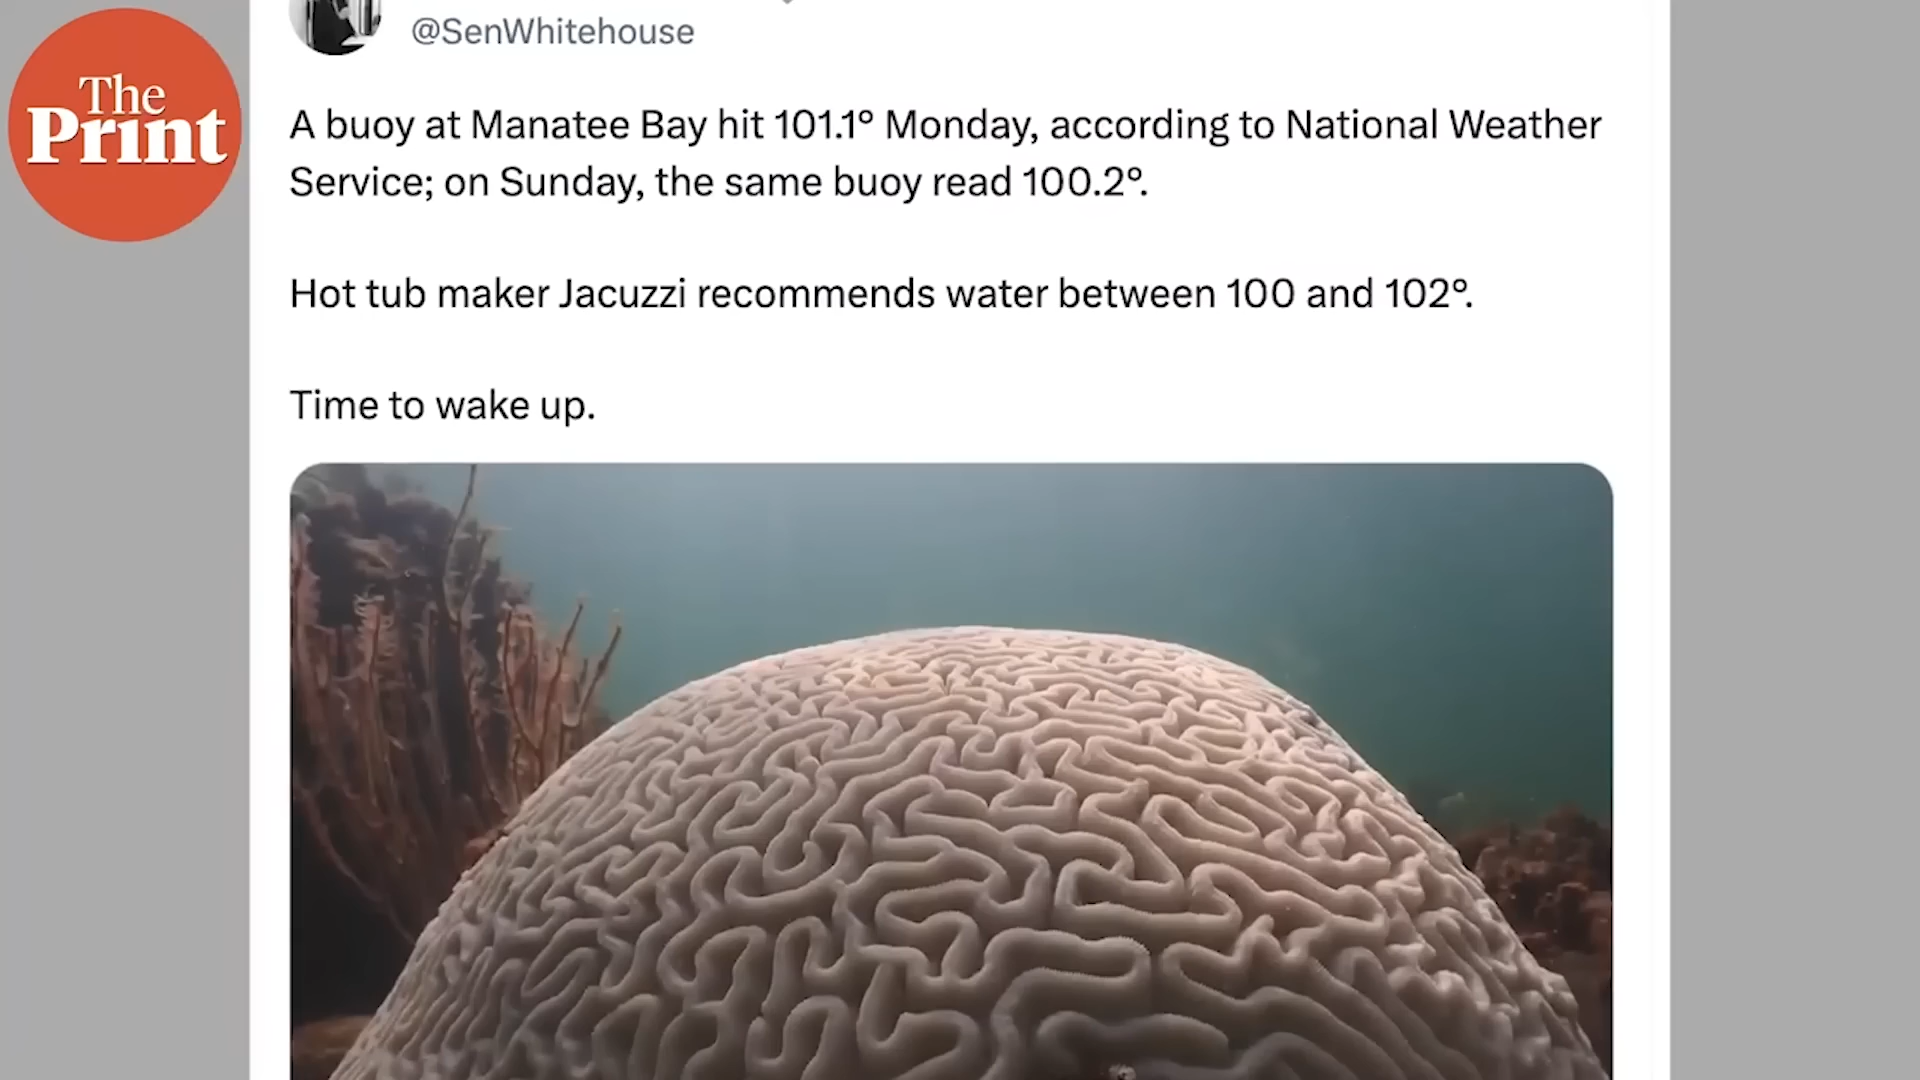 The
Print
@SenWhitehouse
A buoy at Manatee Bay hit 101.1° Monday, according to National Weather
Service; on Sunday, the same buoy read 100.2°.
Hot tub maker Jacuzzi recommends water between 100 and 102°.
Time to wake up.